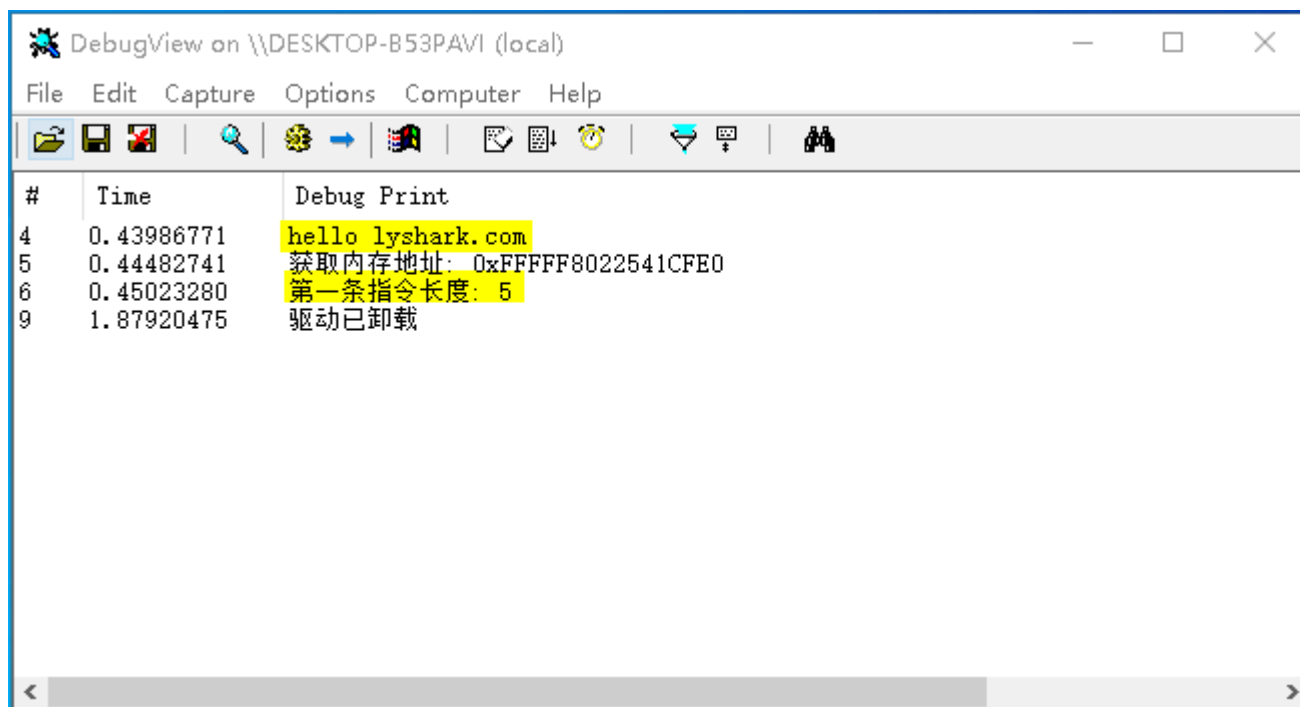 DebugView on \\DESKTOP-B53PAVI (local)
File Edit Capture Options Computer Help
# Time Debug Print
4 0.43986771 hello lyshark.com
5 0.44482741 获取内存地址: 0xFFFFF8022541CFE0
6 0.45023280 第一条指令长度: 5
9 1.87920475 驱动已卸载